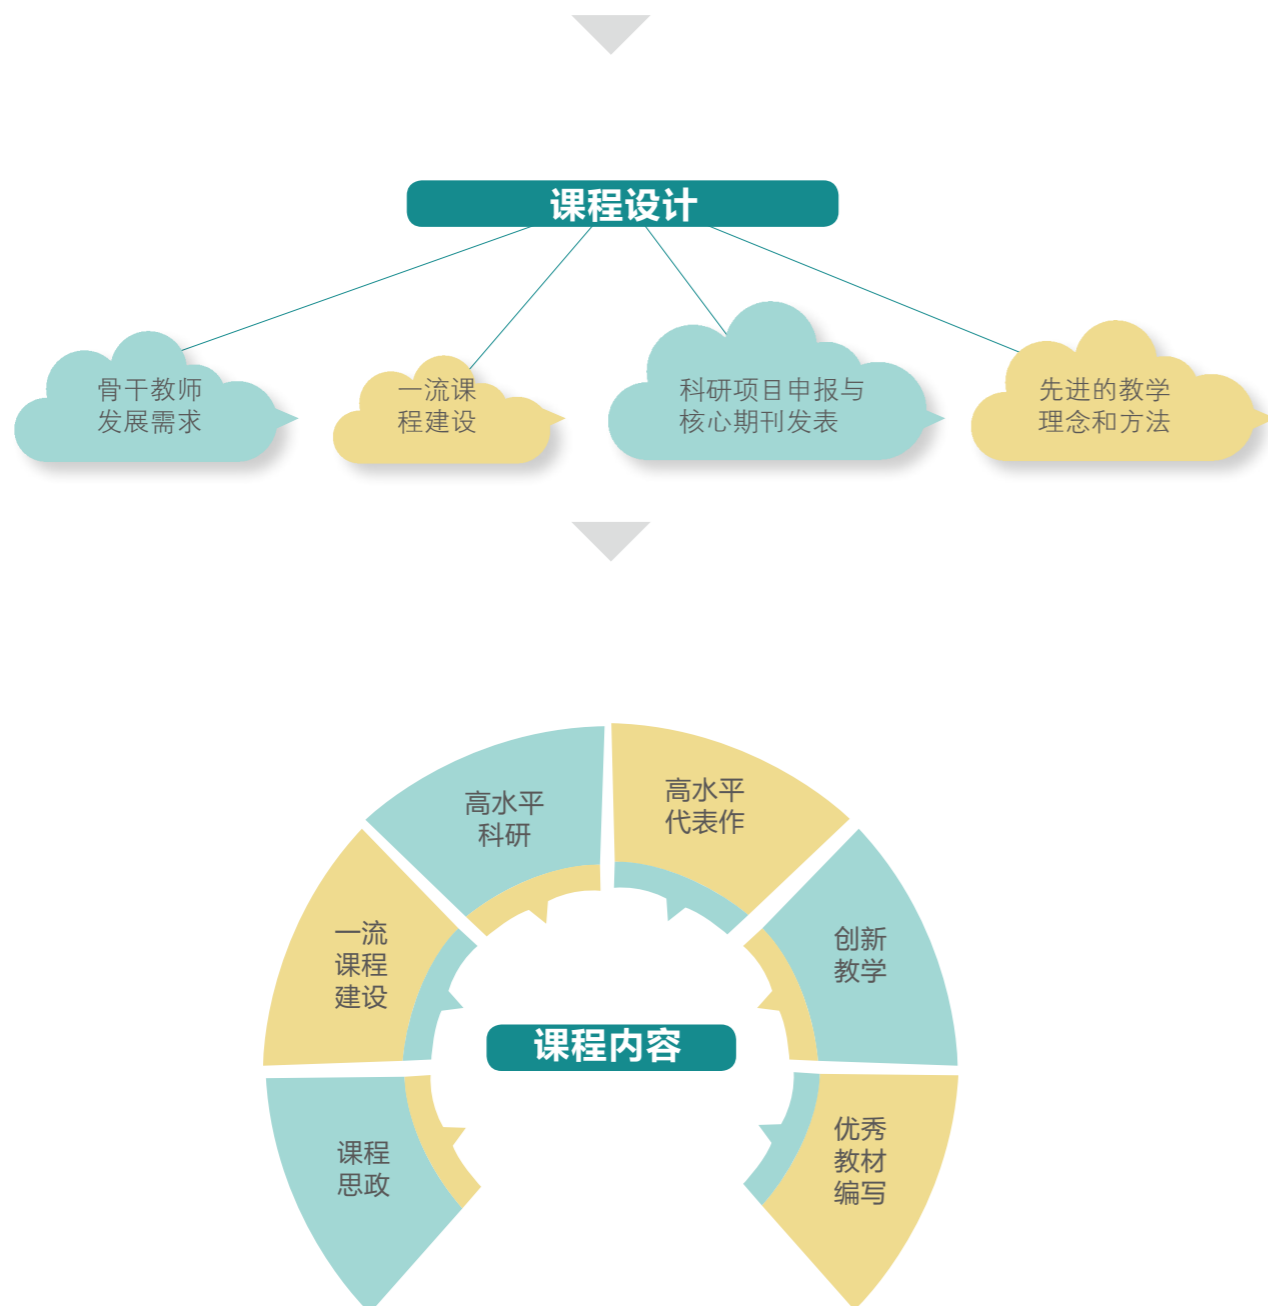 课程设计
骨干教师
发展需求
一流课
程建设
科研项目申报与
核心期刊发表
先进的教学
理念和方法
高水平
科研
高水平
代表作
一流
课程
建设
创新
教学
课程内容
课程
思政
优秀
教材
编写